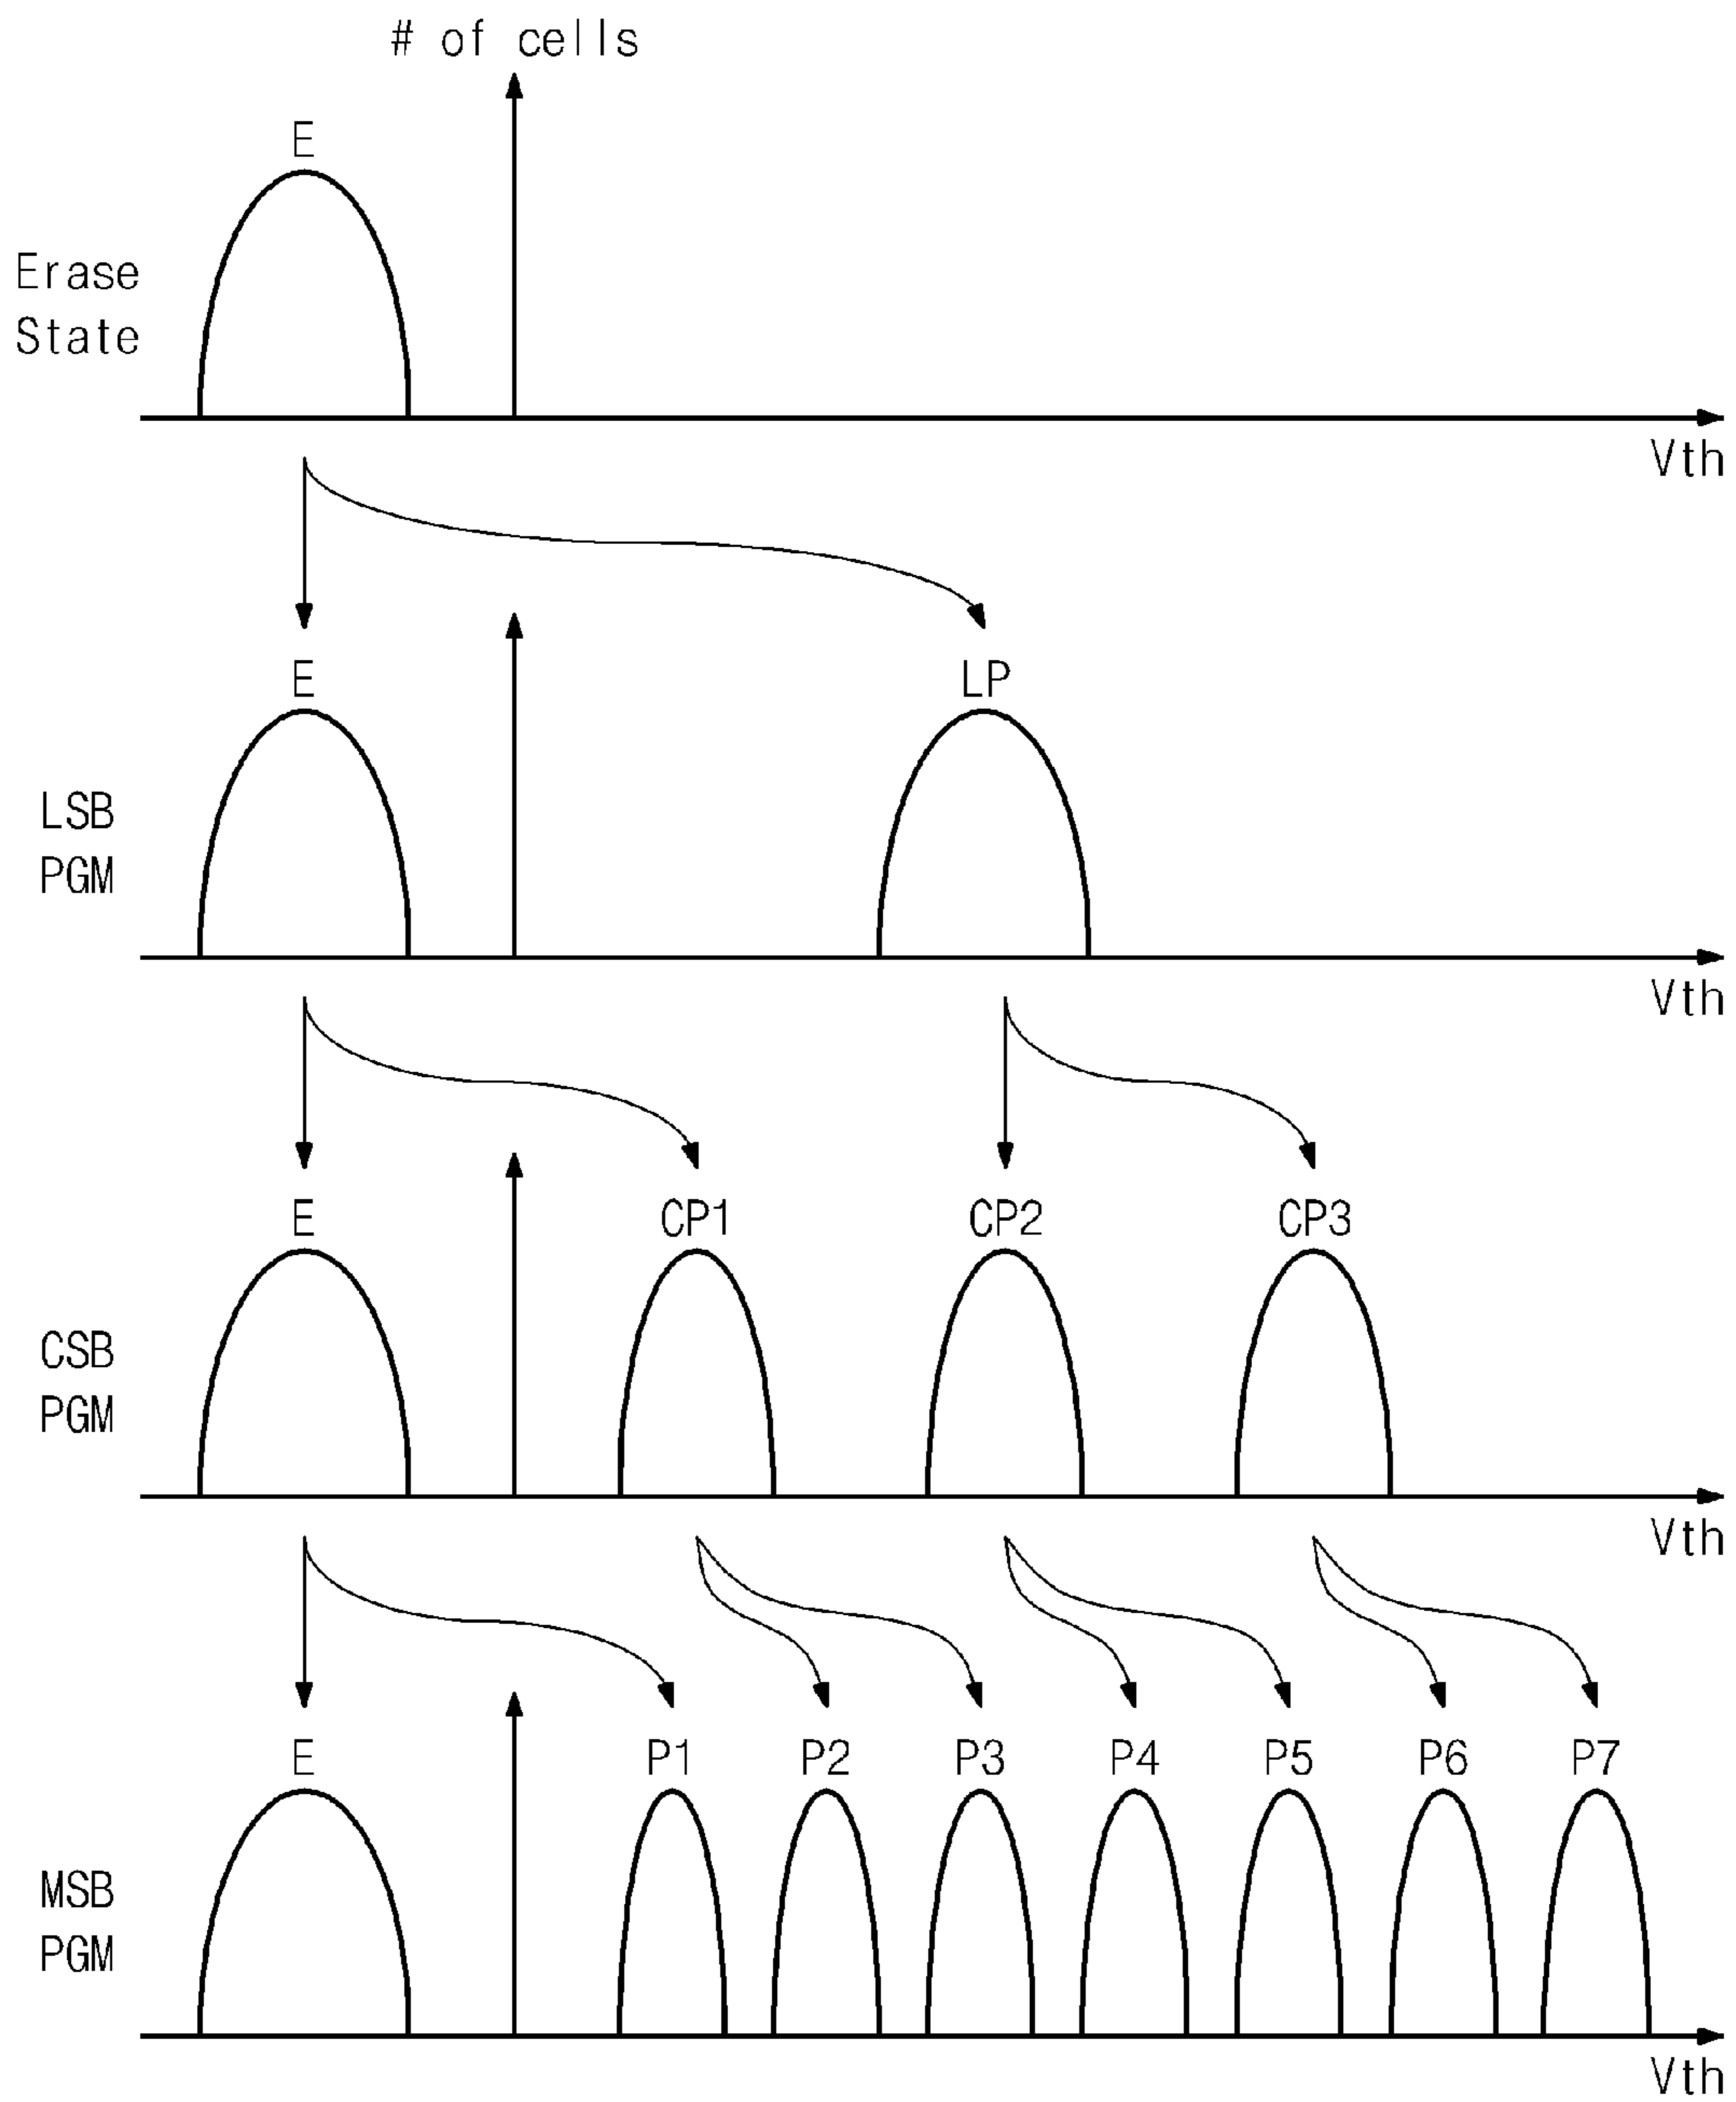 # of cells
E
Erase
State
Vth
E
LP
LSB
PGM
Vth
E
CP1
CP2
CP3
CSB
PGM
Vth
E
P1
P2
P3
P4
P5
P6
P7
MSB
PGM
Vth